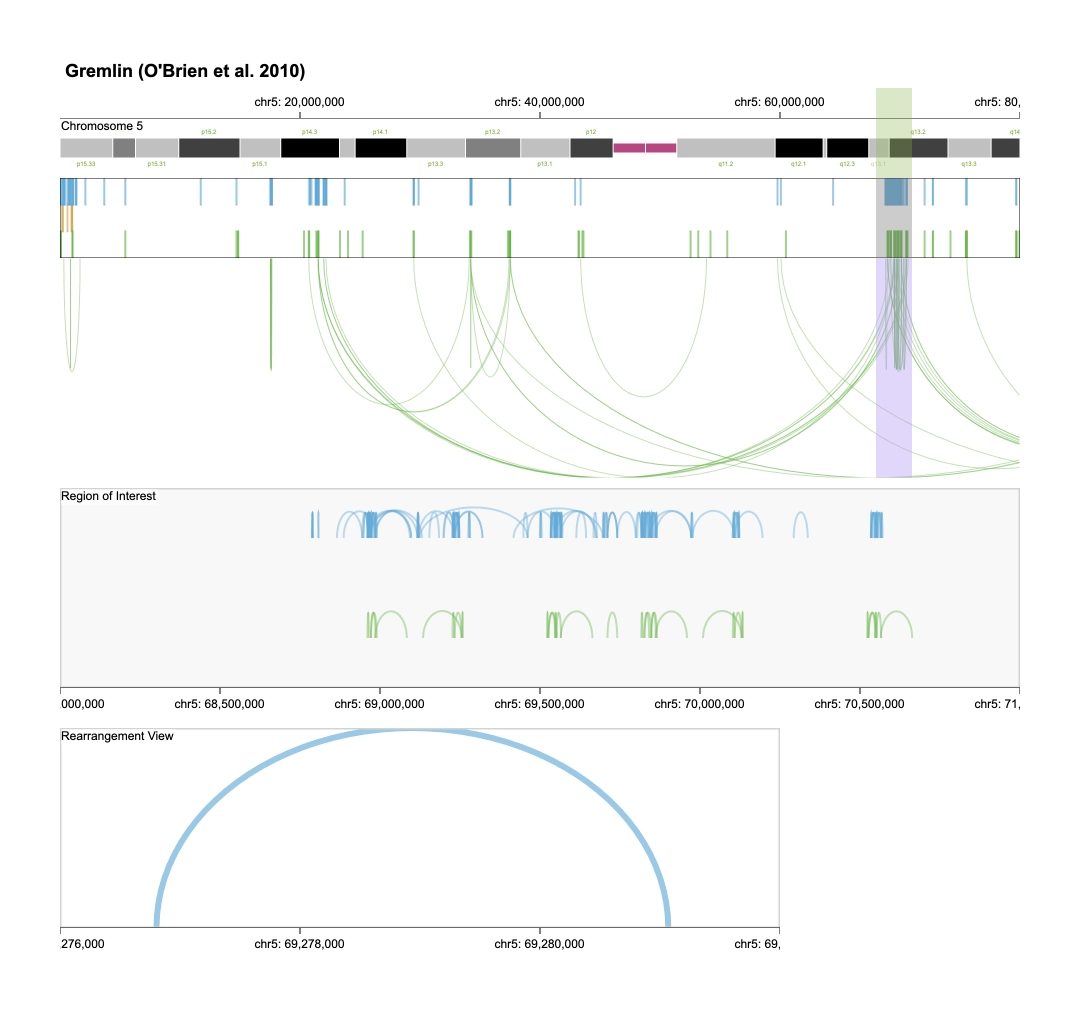 Gremlin (O'Brien et al. 2010)
chr5: 20,000,000 chr5: 40,000,000 chr5: 60,000,000 chr5: 80,
Chromosome 5
p15.2 p14.3 p14.1 p13.2 p12 q13.2 q14
p15.33 p15.31 p15.1 p13.3 p13.1 q11.2 q12.1 q12.3 q13.3
Region of Interest
000,000 chr5: 68,500,000 chr5: 69,000,000 chr5: 69,500,000 chr5: 70,000,000 chr5: 70,500,000 chr5: 71,
Rearrangement View
276,000 chr5: 69,278,000 chr5: 69,280,000 chr5: 69,